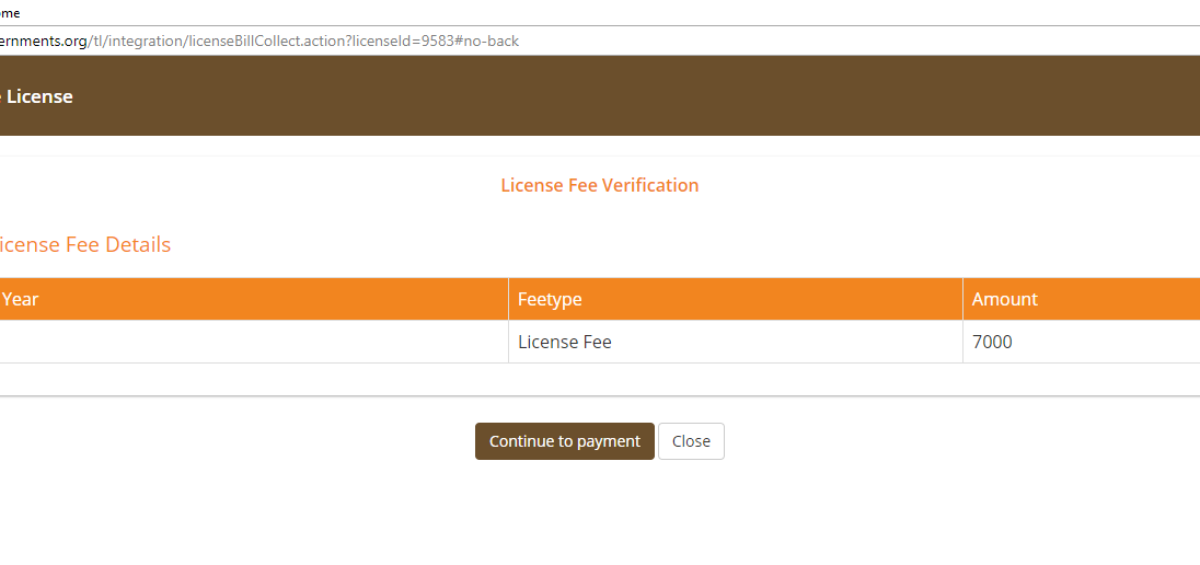 ome
ernments.org/tl/integration/licenseBillCollect.action?licenseId=9583#no-back
License
License Fee Verification
icense Fee Details
Year Feetype Amount
License Fee 7000
Continue to payment Close